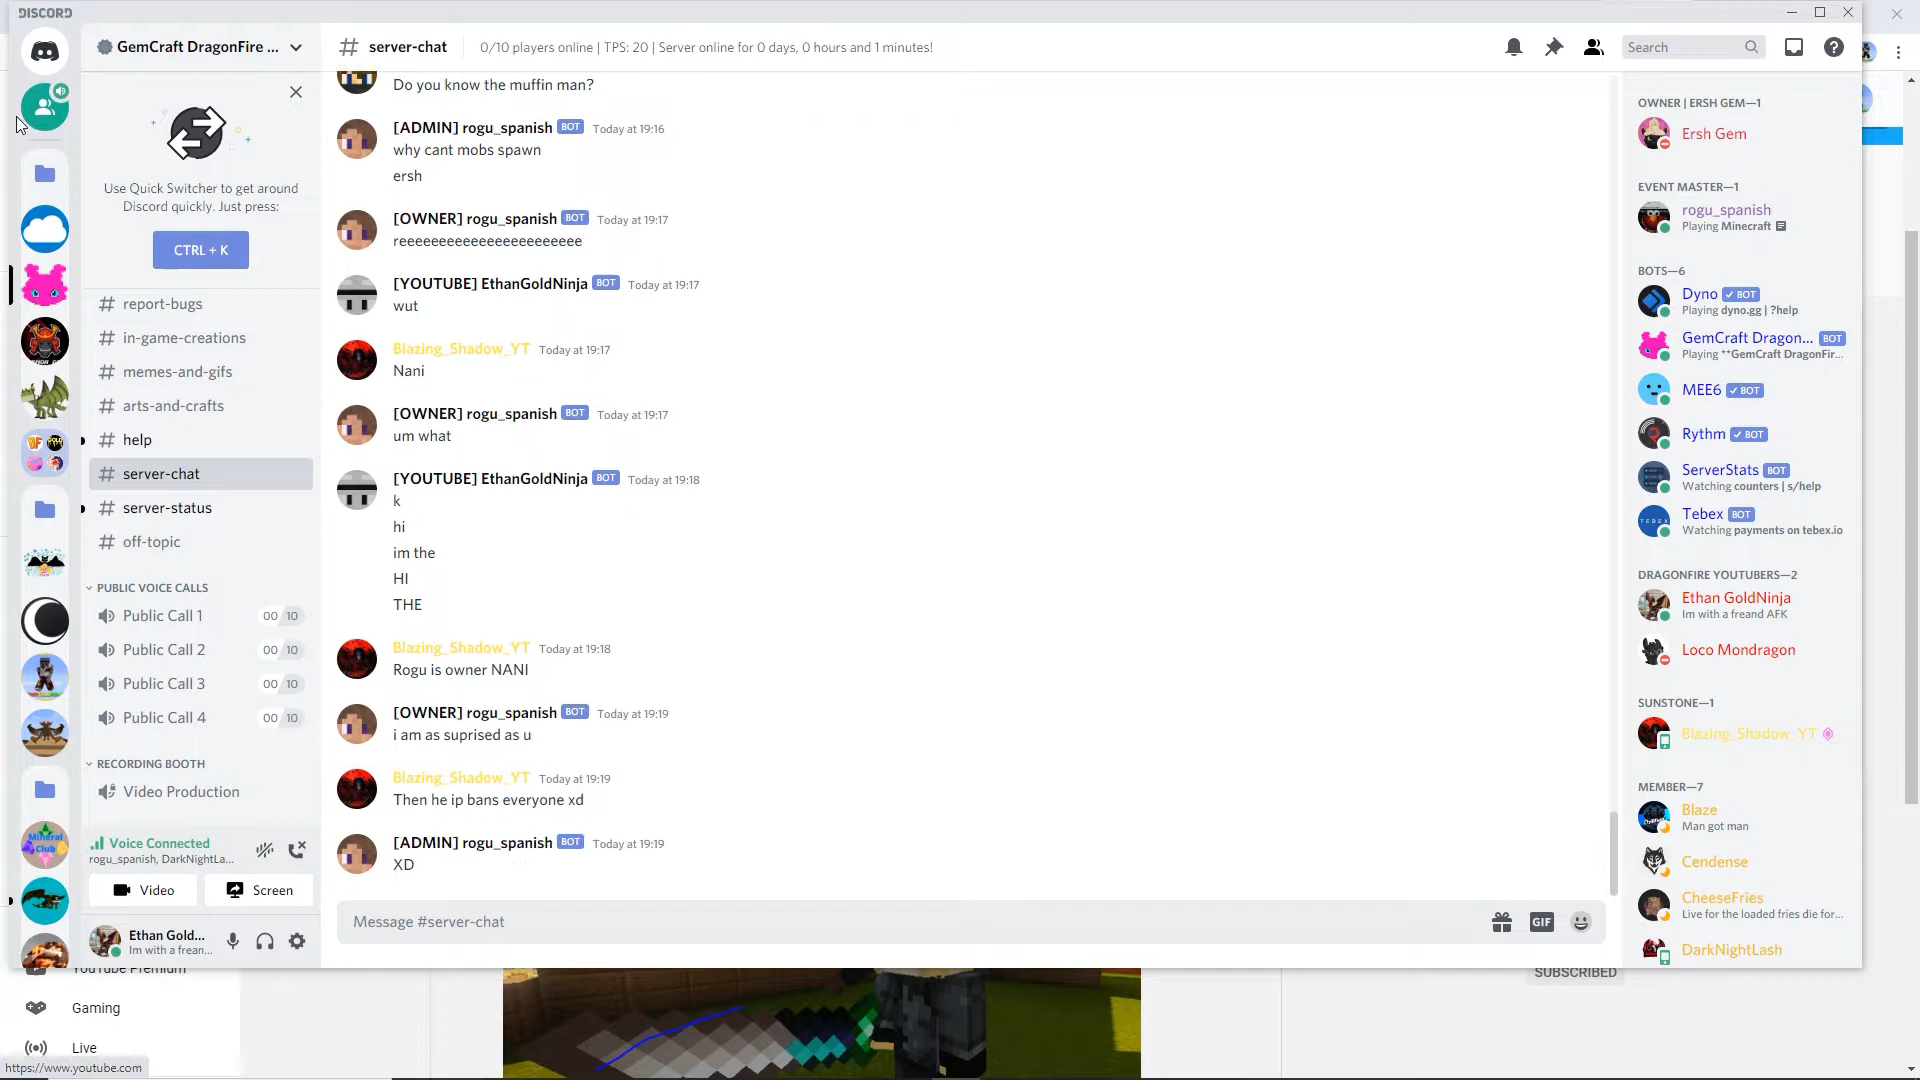 DISCORD
GemCraft DragonFire ...
server-chat
0/10 players online | TPS: 20 | Server online for 0 days, 0 hours and 1 minutes!
Search
Use Quick Switcher to get around
Discord quickly. Just press:
CTRL + K
report-bugs
in-game-creations
memes-and-gifs
arts-and-crafts
help
server-chat
server-status
off-topic
PUBLIC VOICE CALLS
Public Call 1 00 10
Public Call 2 00 10
Public Call 3 00 10
Public Call 4 00 10
RECORDING BOOTH
Video Production
Voice Connected
rogu_spanish, DarkNightLa...
Video
Screen
Ethan Gold...
Im with a frean...
Do you know the muffin man?
[ADMIN] rogu_spanish BOT Today at 19:16
why cant mobs spawn
ersh
[OWNER] rogu_spanish BOT Today at 19:17
reeeeeeeeeeeeeeeeeeeeeee
[YOUTUBE] EthanGoldNinja BOT Today at 19:17
wut
Blazing_Shadow_YT Today at 19:17
Nani
[OWNER] rogu_spanish BOT Today at 19:17
um what
[YOUTUBE] EthanGoldNinja BOT Today at 19:18
k
hi
im the
HI
THE
Blazing_Shadow_YT Today at 19:18
Rogu is owner NANI
[OWNER] rogu_spanish BOT Today at 19:19
i am as suprised as u
Blazing_Shadow_YT Today at 19:19
Then he ip bans everyone xd
[ADMIN] rogu_spanish BOT Today at 19:19
XD
Message #server-chat
GIF
OWNER | ERSH GEM—1
Ersh Gem
EVENT MASTER—1
rogu_spanish
Playing Minecraft
BOTS—6
Dyno BOT
Playing dyno.gg | ?help
GemCraft Dragon... BOT
Playing **GemCraft DragonFir...
MEE6 BOT
Rythm BOT
ServerStats BOT
Watching counters | s/help
Tebex BOT
Watching payments on tebex.io
DRAGONFIRE YOUTUBERS—2
Ethan GoldNinja
Im with a freand AFK
Loco Mondragon
SUNSTONE—1
Blazing_Shadow_YT
MEMBER—7
Blaze
Man got man
Cendense
CheeseFries
Live for the loaded fries die for...
DarkNightLash
YouTube Premium
Gaming
Live
https://www.youtube.com
SUBSCRIBED
Mineral
Club
TEBEX